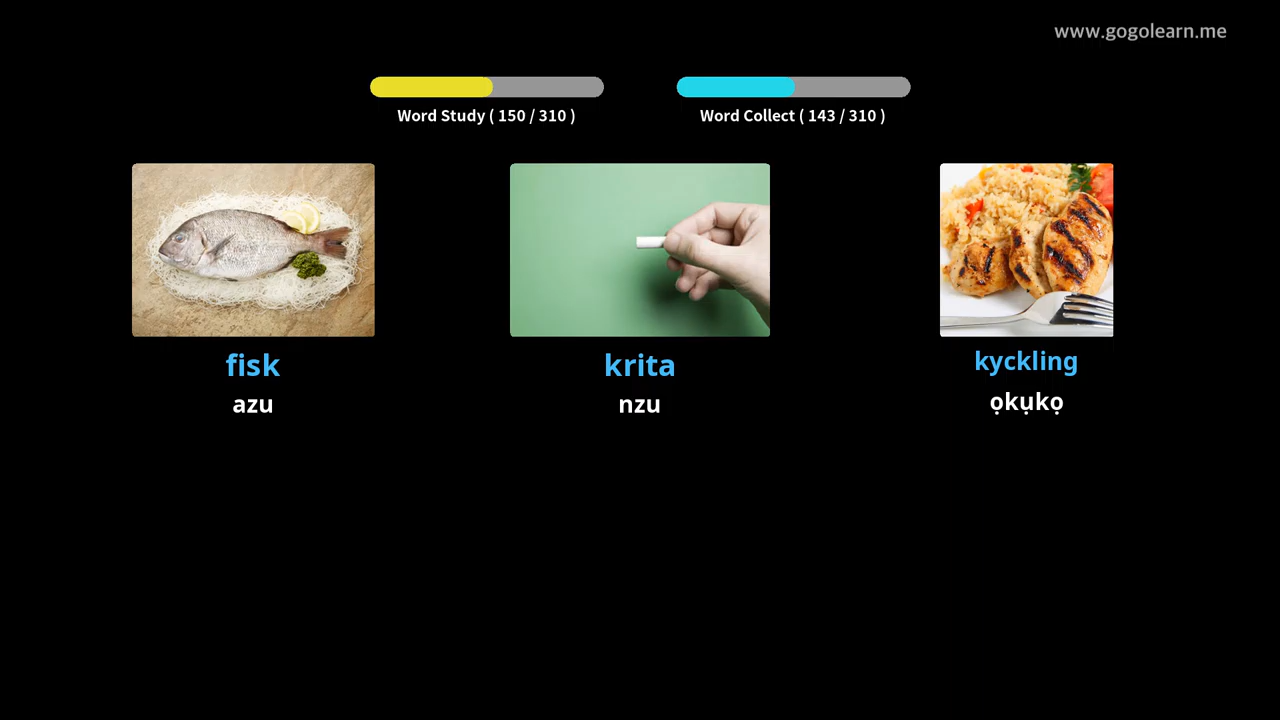 www.gogolearn.me
Word Study ( 150 / 310 )
Word Collect ( 143 / 310 )
fisk
azu
krita
nzu
kyckling
ọkụkọ